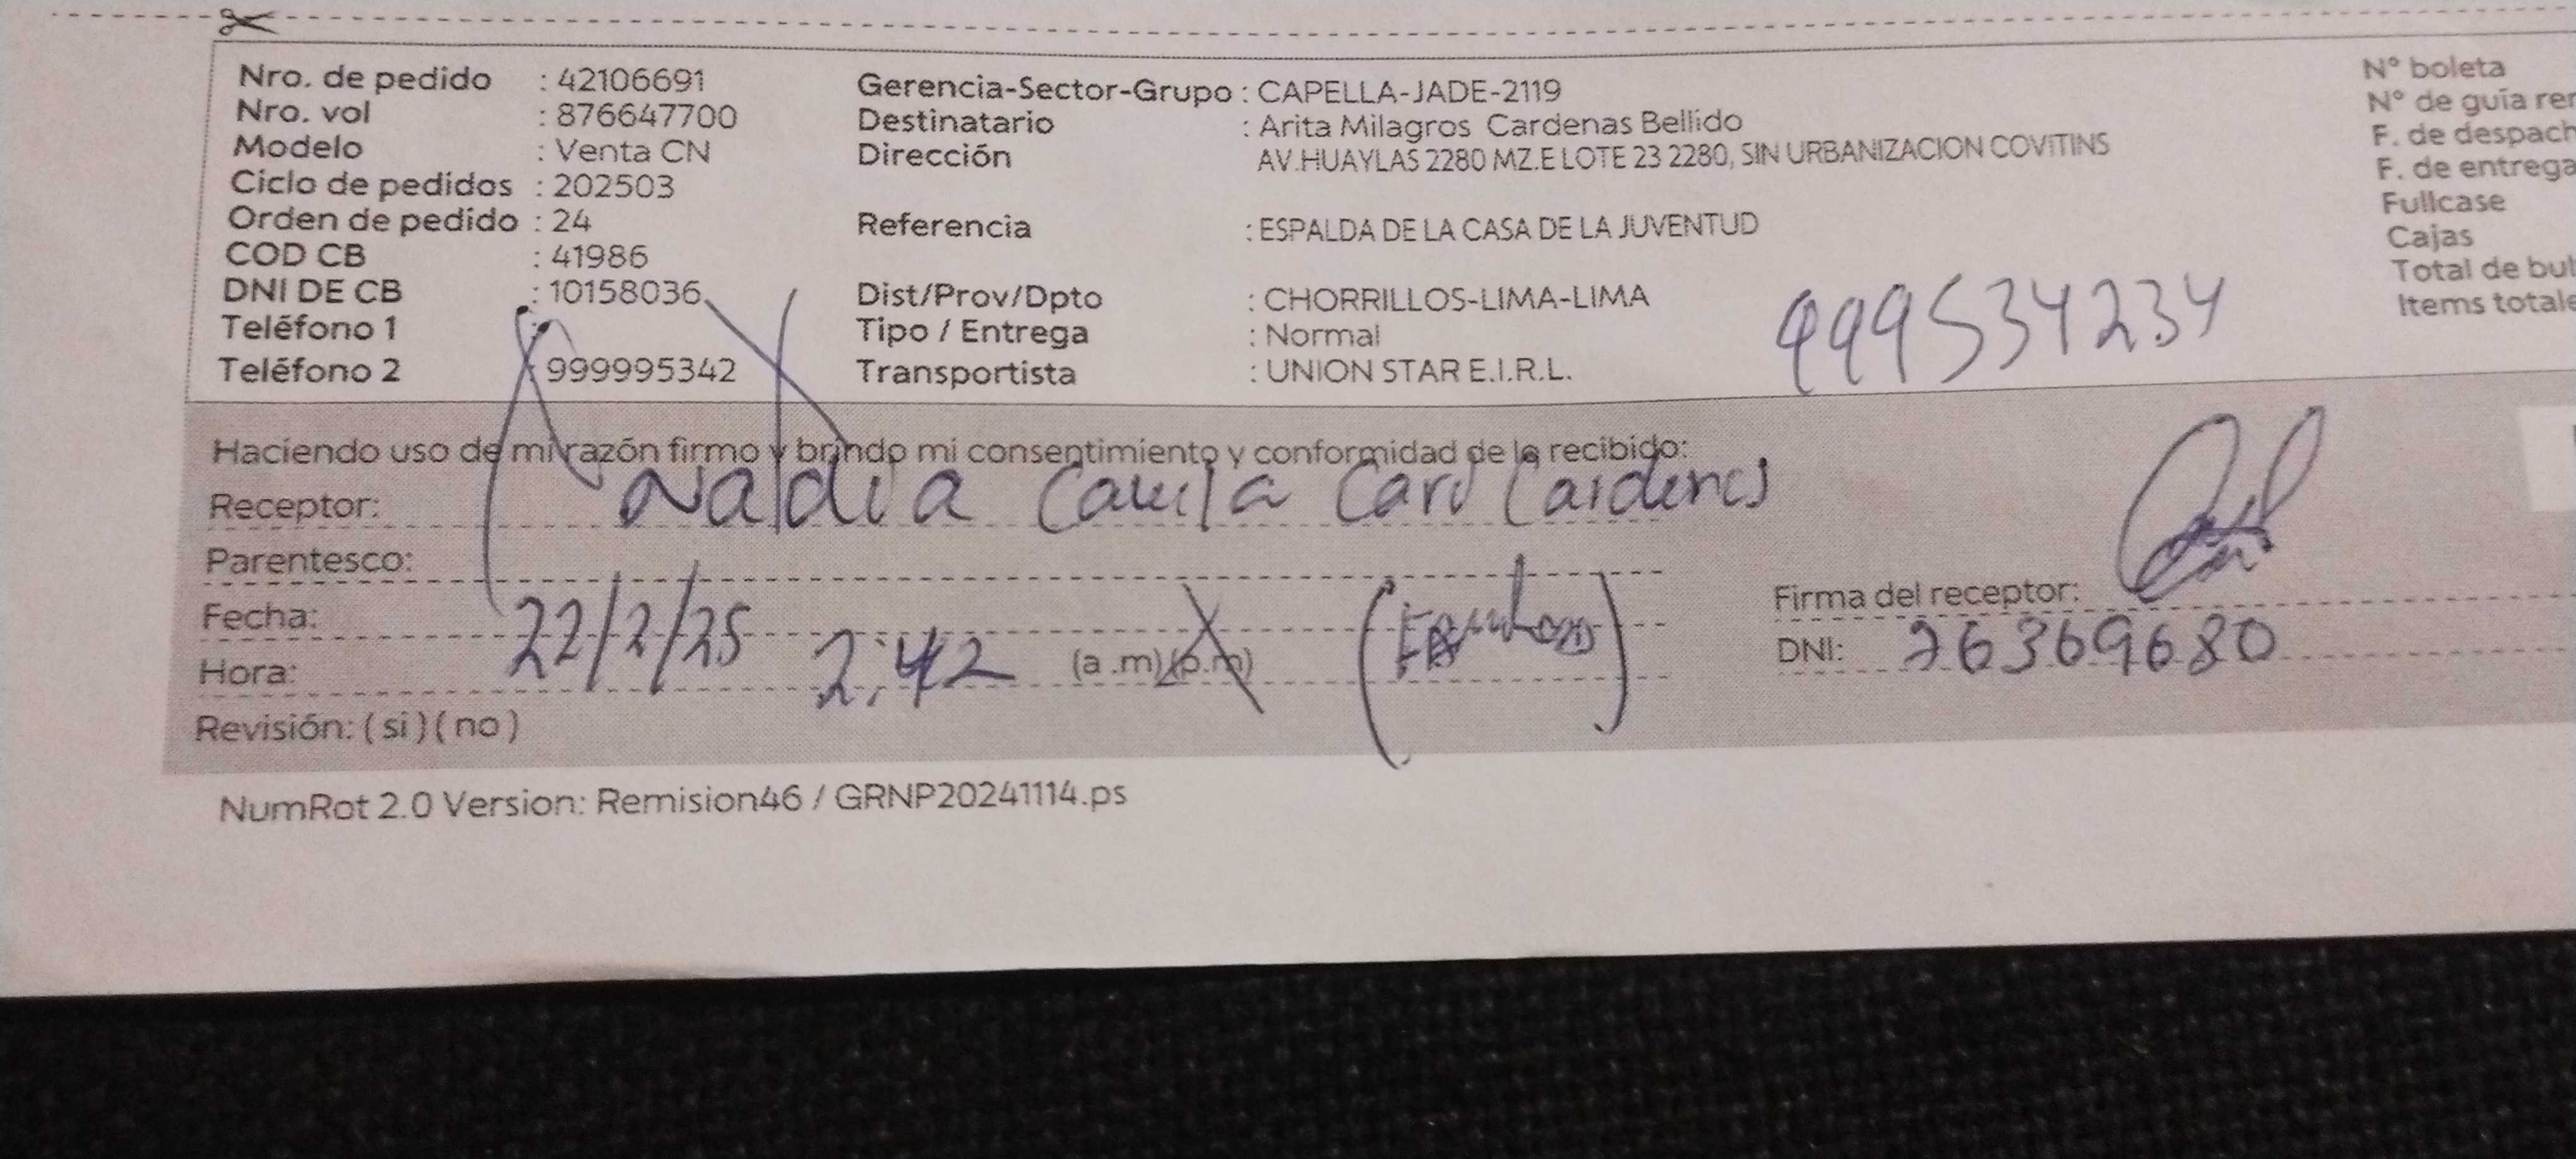 Nro. de pedido : 42106691
Nro. vol : 876647700
Modelo : Venta CN
Ciclo de pedidos : 202503
Orden de pedido : 24
COD CB : 41986
DNI DE CB : 10158036
Teléfono 1 :
Teléfono 2 : 999995342
Gerencia-Sector-Grupo : CAPELLA-JADE-2119
Destinatario : Arita Milagros Cardenas Bellido
Dirección AV.HUAYLAS 2280 MZ.E LOTE 23 2280, SIN URBANIZACION COVITINS
Referencia : ESPALDA DE LA CASA DE LA JUVENTUD
Dist/Prov/Dpto : CHORRILLOS-LIMA-LIMA
Tipo / Entrega : Normal
Transportista : UNION STAR E.I.R.L.
999534234
N° boleta
N° de guía rer
F. de despach
F. de entrega
Fullcase
Cajas
Total de bul
Items totale
Haciendo uso de mi razón firmo y brindo mi consentimiento y conformidad de lo recibido:
Receptor: Nadia Camila Caro Cardenas
Parentesco:
Fecha: 22/2/25
Hora: 2:42 (a .m) (p.m)
Revisión: ( si ) ( no )
Firma del receptor:
DNI: 76369680
NumRot 2.0 Version: Remision46 / GRNP20241114.ps